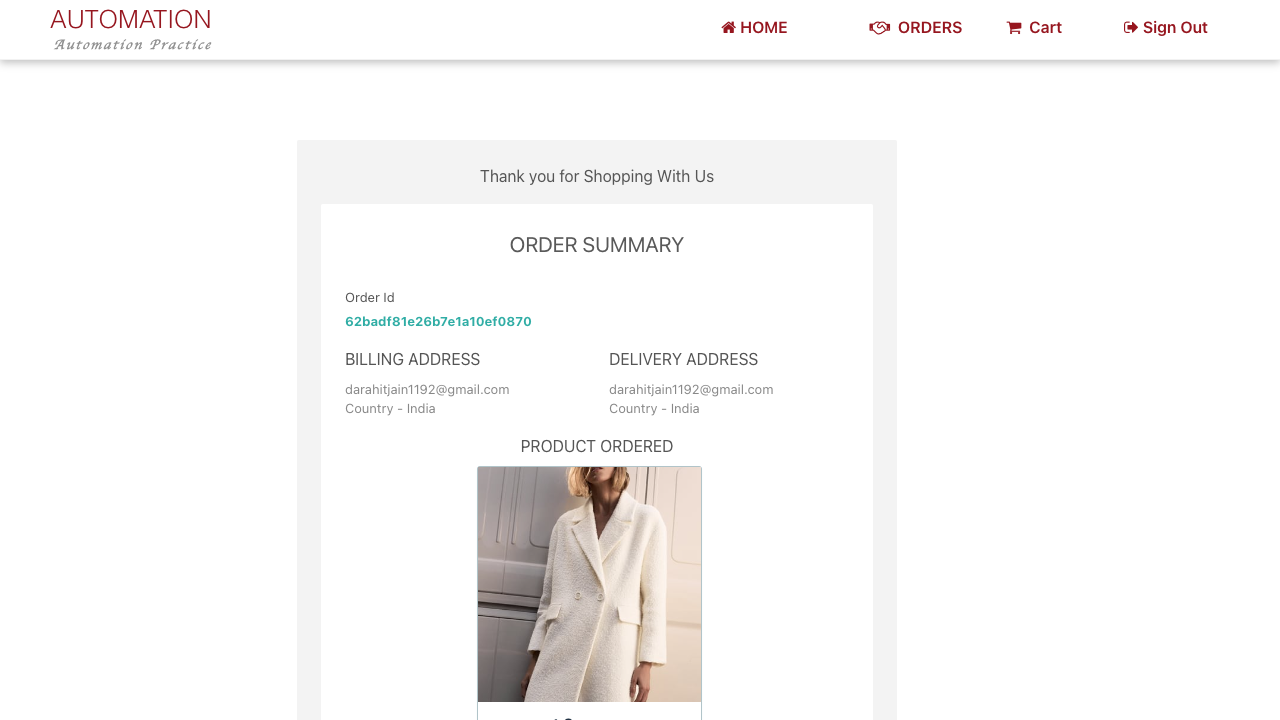 AUTOMATION
Automation Practice
HOME
ORDERS
Cart
Sign Out
Thank you for Shopping With Us
ORDER SUMMARY
Order Id
62badf81e26b7e1a10ef0870
BILLING ADDRESS
DELIVERY ADDRESS
darahitjain1192@gmail.com
darahitjain1192@gmail.com
Country - India
Country - India
PRODUCT ORDERED